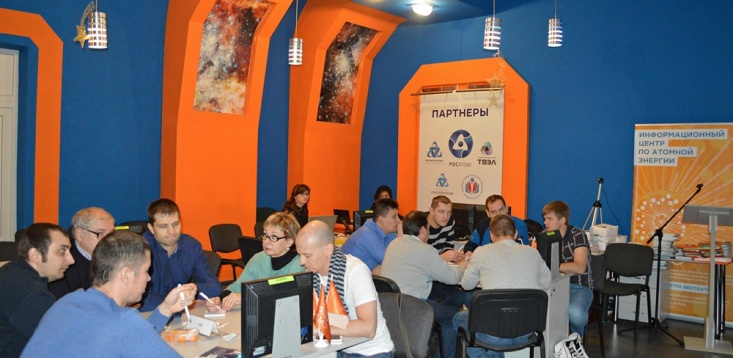 ПАРТНЕРЫ
РОСАТОМ
ТВЭЛ
ИНФОРМАЦИОННЫЙ
ЦЕНТР
ПО АТОМНОЙ
ЭНЕРГИИ